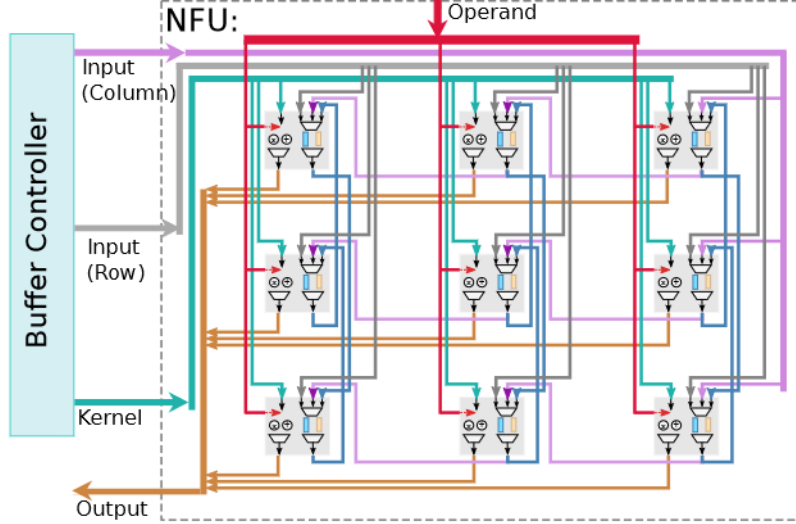 NFU:
Operand
Input
(Column)
Buffer Controller
Input
(Row)
Kernel
Output